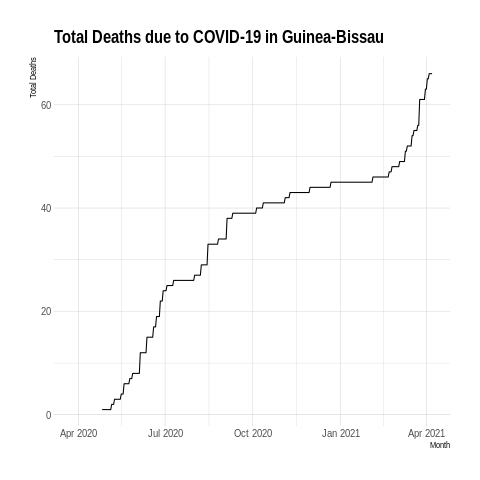 Total Deaths due to COVID-19 in Guinea-Bissau
Total Deaths
60
40
20
0
Apr 2020 Jul 2020 Oct 2020 Jan 2021 Apr 2021
Month